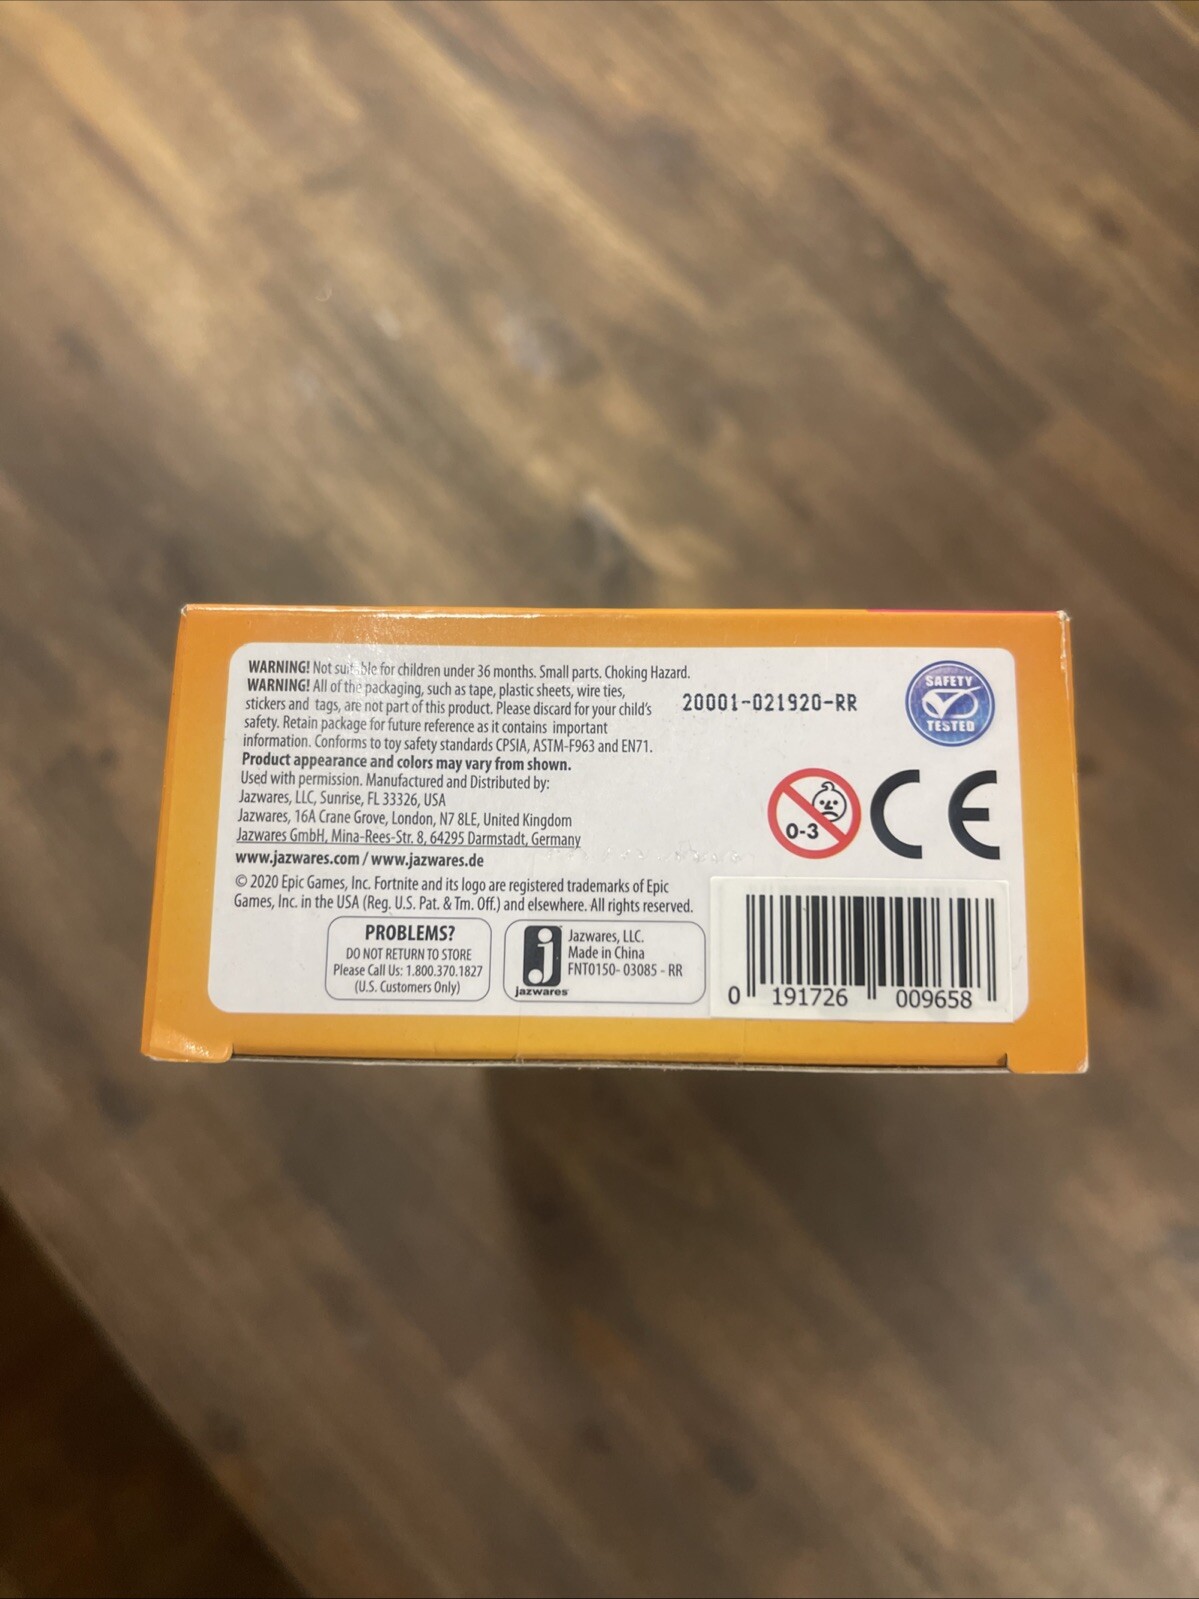 WARNING! Not suitable for children under 36 months. Small parts. Choking Hazard.
WARNING! All of the packaging, such as tape, plastic sheets, wire ties,
stickers and tags, are not part of this product. Please discard for your child's
safety. Retain package for future reference as it contains important
information. Conforms to toy safety standards CPSIA, ASTM-F963 and EN71.
Product appearance and colors may vary from shown.
Used with permission. Manufactured and Distributed by:
Jazwares, LLC, Sunrise, FL 33326, USA
Jazwares, 16A Crane Grove, London, N7 8LE, United Kingdom
Jazwares GmbH, Mina-Rees-Str. 8, 64295 Darmstadt, Germany
www.jazwares.com / www.jazwares.de
© 2020 Epic Games, Inc. Fortnite and its logo are registered trademarks of Epic
Games, Inc. in the USA (Reg. U.S. Pat. & Tm. Off.) and elsewhere. All rights reserved.
PROBLEMS?
DO NOT RETURN TO STORE
Please Call Us: 1.800.370.1827
(U.S. Customers Only)
j
jazwares
Jazwares, LLC.
Made in China
FNT0150- 03085 - RR
20001-021920-RR
SAFETY
TESTED
0-3
CE
0 191726 009658